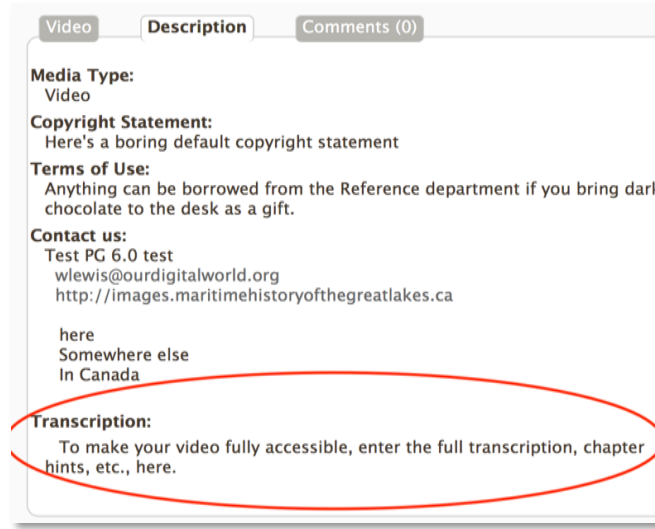 Video Description Comments (0)
Media Type:
Video
Copyright Statement:
Here's a boring default copyright statement
Terms of Use:
Anything can be borrowed from the Reference department if you bring dark
chocolate to the desk as a gift.
Contact us:
Test PG 6.0 test
wlewis@ourdigitalworld.org
http://images.maritimehistoryofthegreatlakes.ca
here
Somewhere else
In Canada
Transcription:
To make your video fully accessible, enter the full transcription, chapter
hints, etc., here.